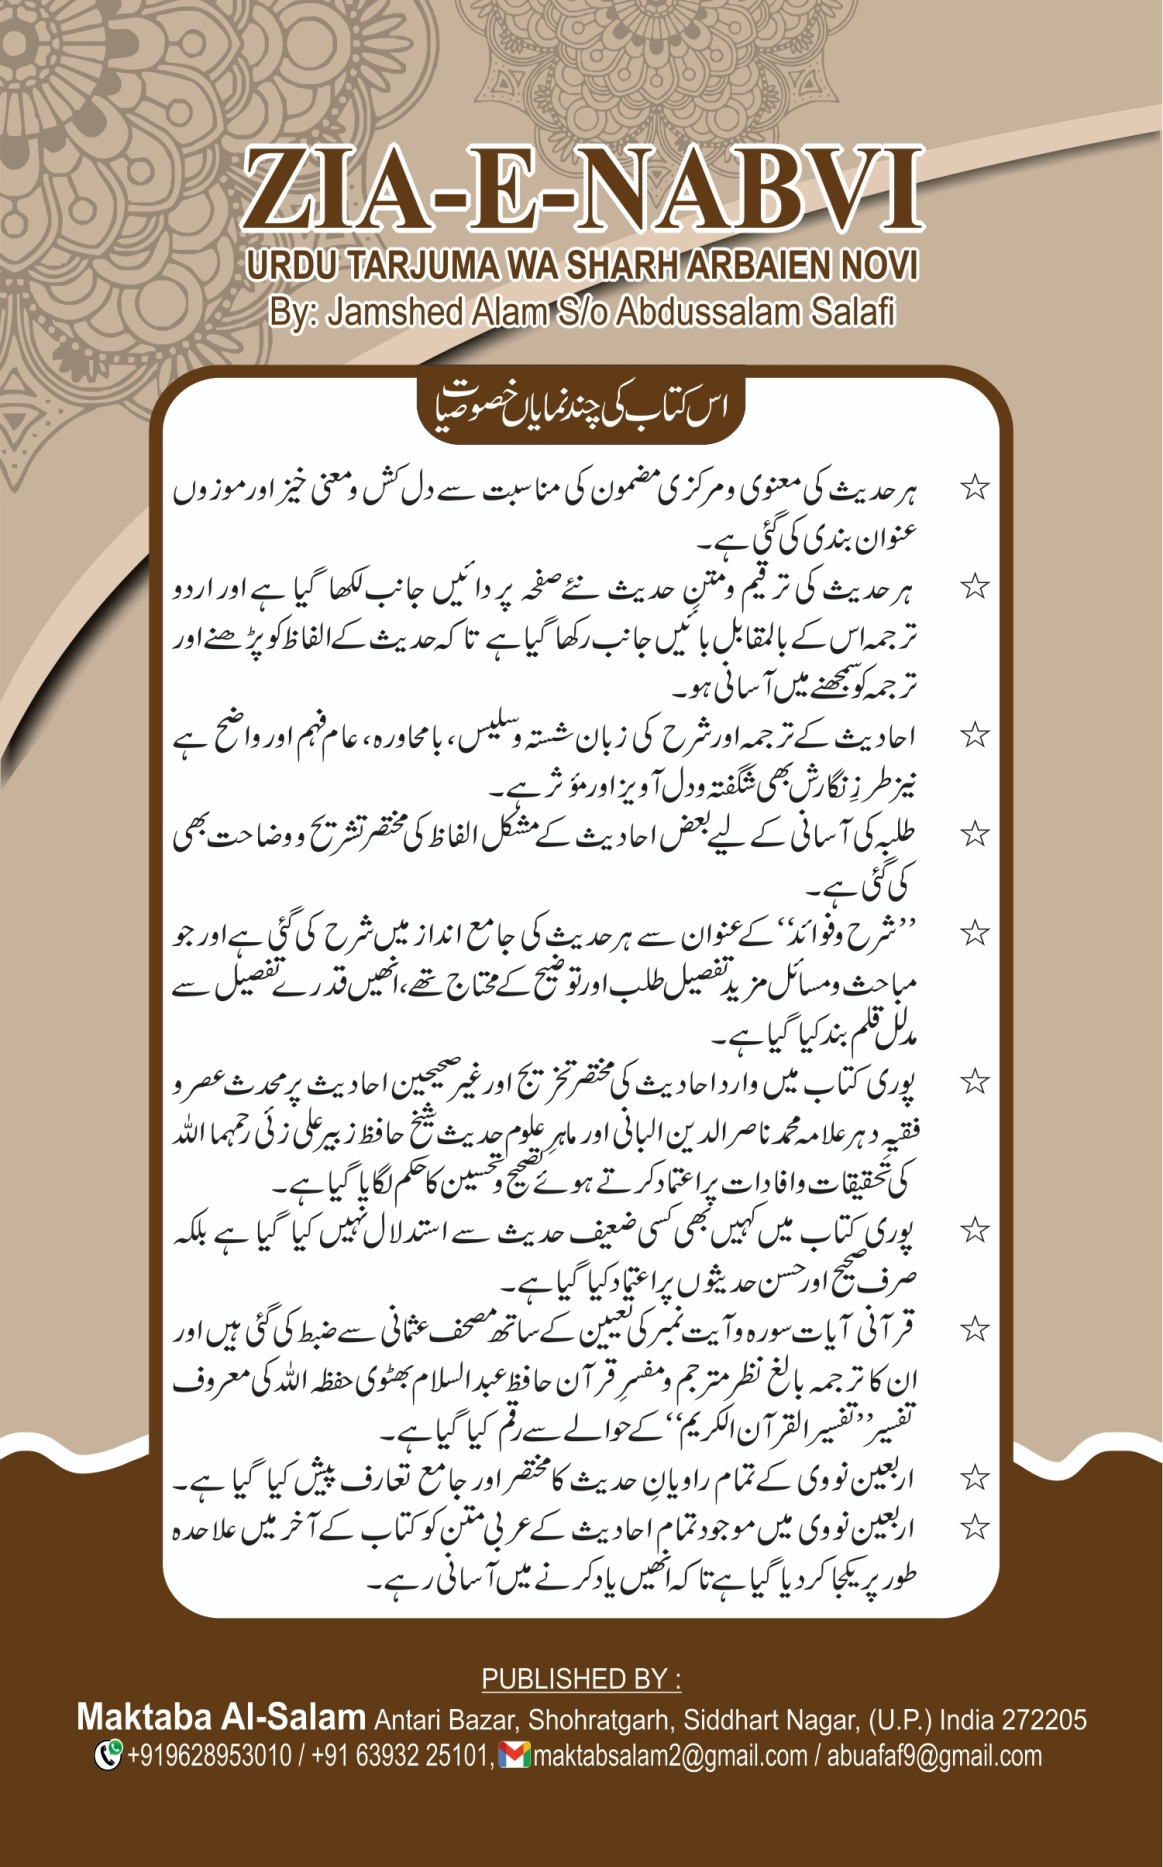 ZIA-E-NABVI
URDU TARJUMA WA SHARH ARBAIEN NOVI
By: Jamshed Alam S/o Abdussalam Salafi
اس کتاب کی چند نمایاں خصوصیات
☆ ہر حدیث کی معنوی و مرکزی مضمون کی مناسبت سے دل کش و معنی خیز اور موزوں
عنوان بندی کی گئی ہے۔
☆ ہر حدیث کی ترقیم و متنِ حدیث نئے صفحہ پر دائیں جانب لکھا گیا ہے اور اردو
ترجمہ اس کے بالمقابل بائیں جانب رکھا گیا ہے تاکہ حدیث کے الفاظ کو پڑھنے اور
ترجمہ کو سمجھنے میں آسانی ہو۔
☆ احادیث کے ترجمہ اور شرح کی زبان شستہ و سلیس، بامحاورہ، عام فہم اور واضح ہے
نیز طرزِ نگارش بھی شگفتہ و دل آویز اور مؤثر ہے۔
☆ طلبہ کی آسانی کے لیے بعض احادیث کے مشکل الفاظ کی مختصر تشریح و وضاحت بھی
کی گئی ہے۔
☆ ’’شرح و فوائد‘‘ کے عنوان سے ہر حدیث کی جامع انداز میں شرح کی گئی ہے اور جو
مباحث و مسائل مزید تفصیل طلب اور توضیح کے محتاج تھے، انھیں قدرے تفصیل سے
مدلل قلم بند کیا گیا ہے۔
☆ پوری کتاب میں وارد احادیث کی مختصر تخریج اور غیر صحیحین احادیث پر محدث عصر و
فقیہِ دہر علامہ محمد ناصر الدین البانی اور ماہرِ علوم حدیث شیخ حافظ زبیر علی زئی رحمہما اللہ
کی تحقیقات و افادات پر اعتماد کرتے ہوئے تصحیح و تحسین کا حکم لگایا گیا ہے۔
☆ پوری کتاب میں کہیں بھی کسی ضعیف حدیث سے استدلال نہیں کیا گیا ہے بلکہ
صرف صحیح اور حسن حدیثوں پر اعتماد کیا گیا ہے۔
☆ قرآنی آیات سورہ و آیت نمبر کی تعیین کے ساتھ مصحف عثمانی سے ضبط کی گئی ہیں اور
ان کا ترجمہ بالغ نظر مترجم و مفسرِ قرآن حافظ عبد السلام بھٹوی حفظہ اللہ کی معروف
تفسیر ’’تفسیر القرآن الکریم‘‘ کے حوالے سے رقم کیا گیا ہے۔
☆ اربعین نووی کے تمام راویانِ حدیث کا مختصر اور جامع تعارف پیش کیا گیا ہے۔
☆ اربعین نووی میں موجود تمام احادیث کے عربی متن کو کتاب کے آخر میں علاحدہ
طور پر یکجا کر دیا گیا ہے تاکہ انھیں یاد کرنے میں آسانی رہے۔
PUBLISHED BY :
Maktaba Al-Salam Antari Bazar, Shohratgarh, Siddhart Nagar, (U.P.) India 272205
+919628953010 / +91 63932 25101, maktabsalam2@gmail.com / abuafaf9@gmail.com